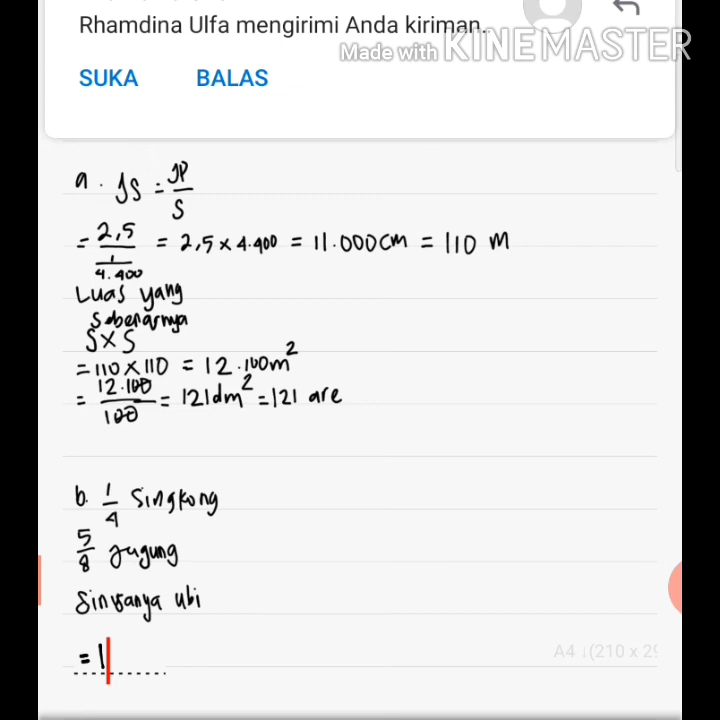 Rhamdina Ulfa mengirimi Anda kiriman.
Made with KINEMASTER
SUKA BALAS
a. JS = JP/S
= 2,5/(1/4.400) = 2,5 x 4.400 = 11.000 cm = 110 M
Luas yang
Sebenarnya
S x S
= 110 x 110 = 12.100 m²
= 12.100/100 = 121 dm² = 121 are
b. 1/4 Singkong
5/8 Jagung
Sinsanya ubi
= 1
A4 ↓(210 x 29